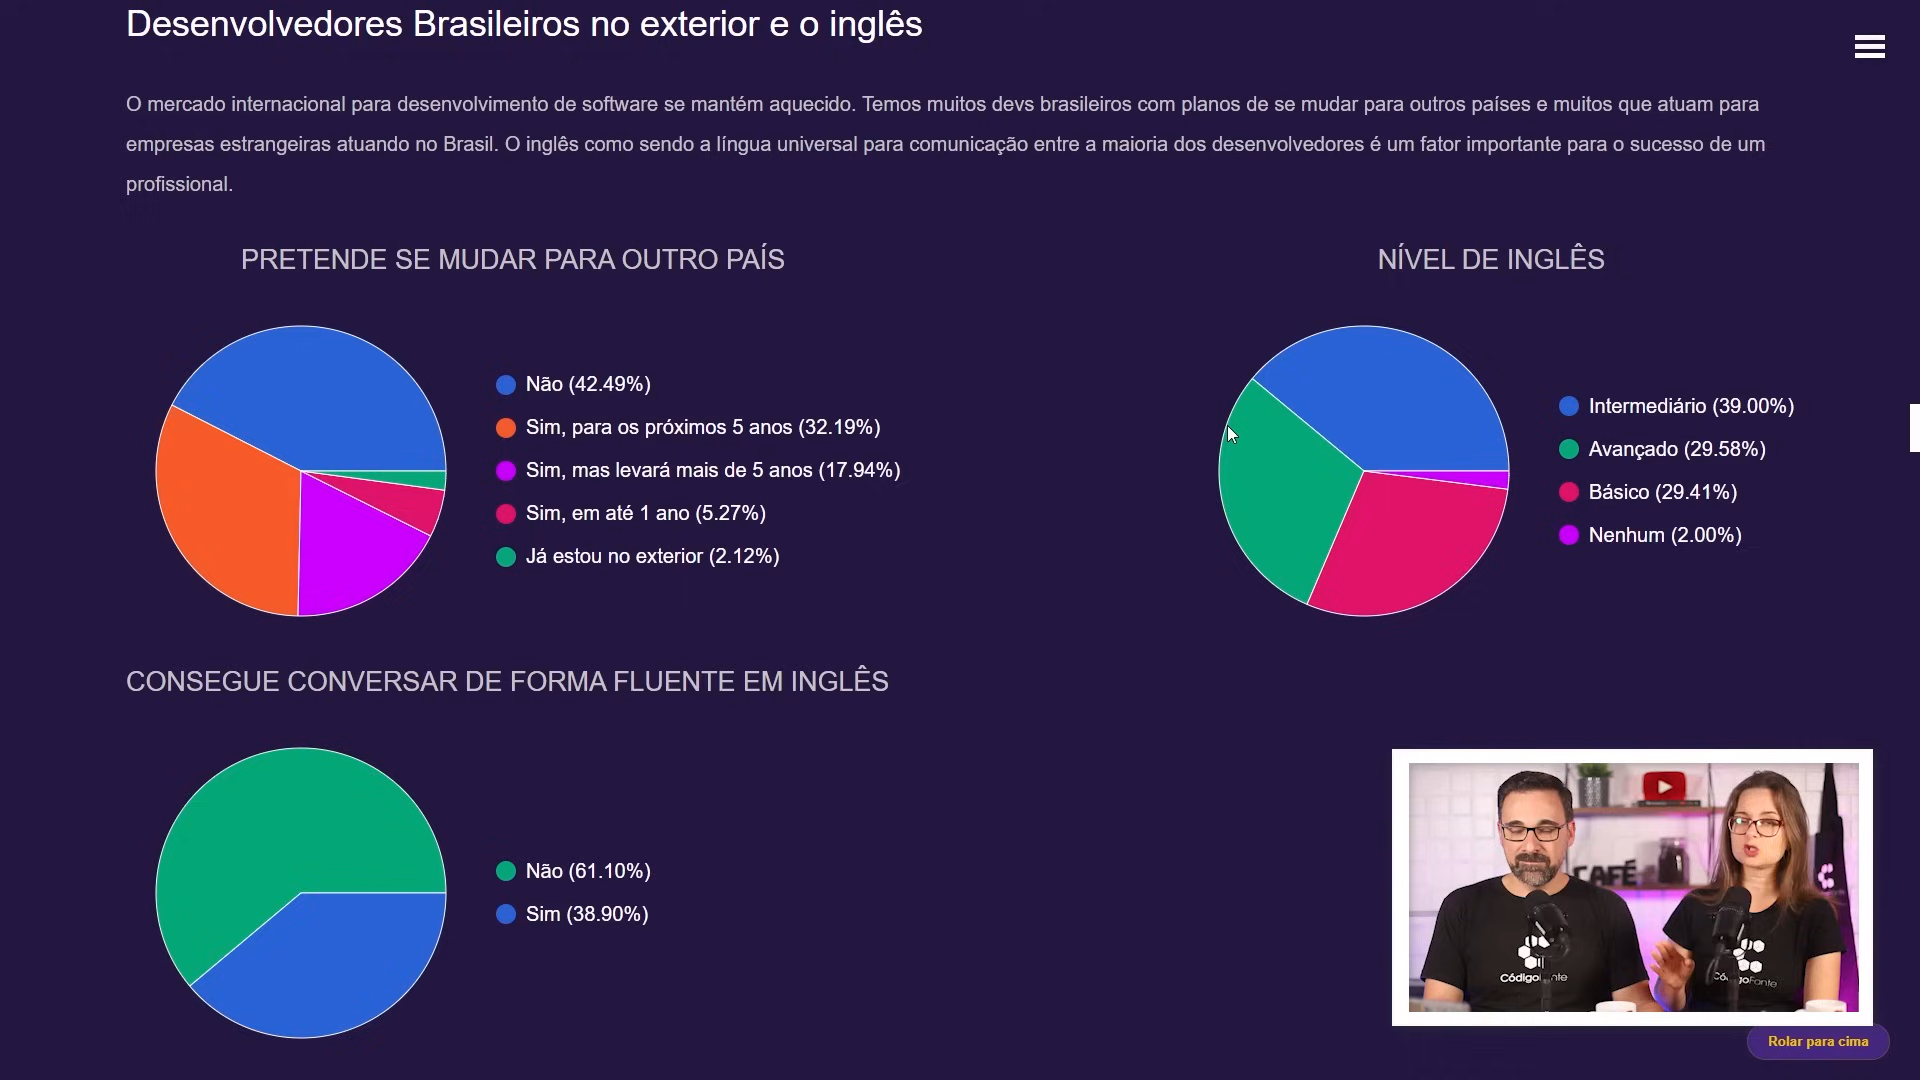 Desenvolvedores Brasileiros no exterior e o inglês
O mercado internacional para desenvolvimento de software se mantém aquecido. Temos muitos devs brasileiros com planos de se mudar para outros países e muitos que atuam para
empresas estrangeiras atuando no Brasil. O inglês como sendo a língua universal para comunicação entre a maioria dos desenvolvedores é um fator importante para o sucesso de um
profissional.
PRETENDE SE MUDAR PARA OUTRO PAÍS
Não (42.49%)
Sim, para os próximos 5 anos (32.19%)
Sim, mas levará mais de 5 anos (17.94%)
Sim, em até 1 ano (5.27%)
Já estou no exterior (2.12%)
NÍVEL DE INGLÊS
Intermediário (39.00%)
Avançado (29.58%)
Básico (29.41%)
Nenhum (2.00%)
CONSEGUE CONVERSAR DE FORMA FLUENTE EM INGLÊS
Não (61.10%)
Sim (38.90%)
CAFÉ
Rolar para cima